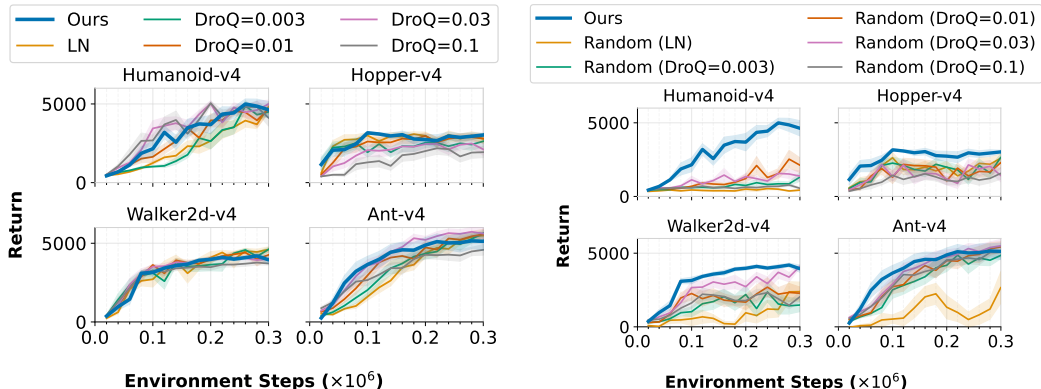 Ours
DroQ=0.003
DroQ=0.03
LN
DroQ=0.01
DroQ=0.1
Humanoid-v4
Hopper-v4
5000
0
Walker2d-v4
Ant-v4
5000
0
0.0
0.1
0.2
0.3
0.0
0.1
0.2
0.3
Return
Environment Steps (×10⁶)
Ours
Random (DroQ=0.01)
Random (LN)
Random (DroQ=0.03)
Random (DroQ=0.003)
Random (DroQ=0.1)
Humanoid-v4
Hopper-v4
5000
0
Walker2d-v4
Ant-v4
5000
0
0.0
0.1
0.2
0.3
0.0
0.1
0.2
0.3
Return
Environment Steps (×10⁶)